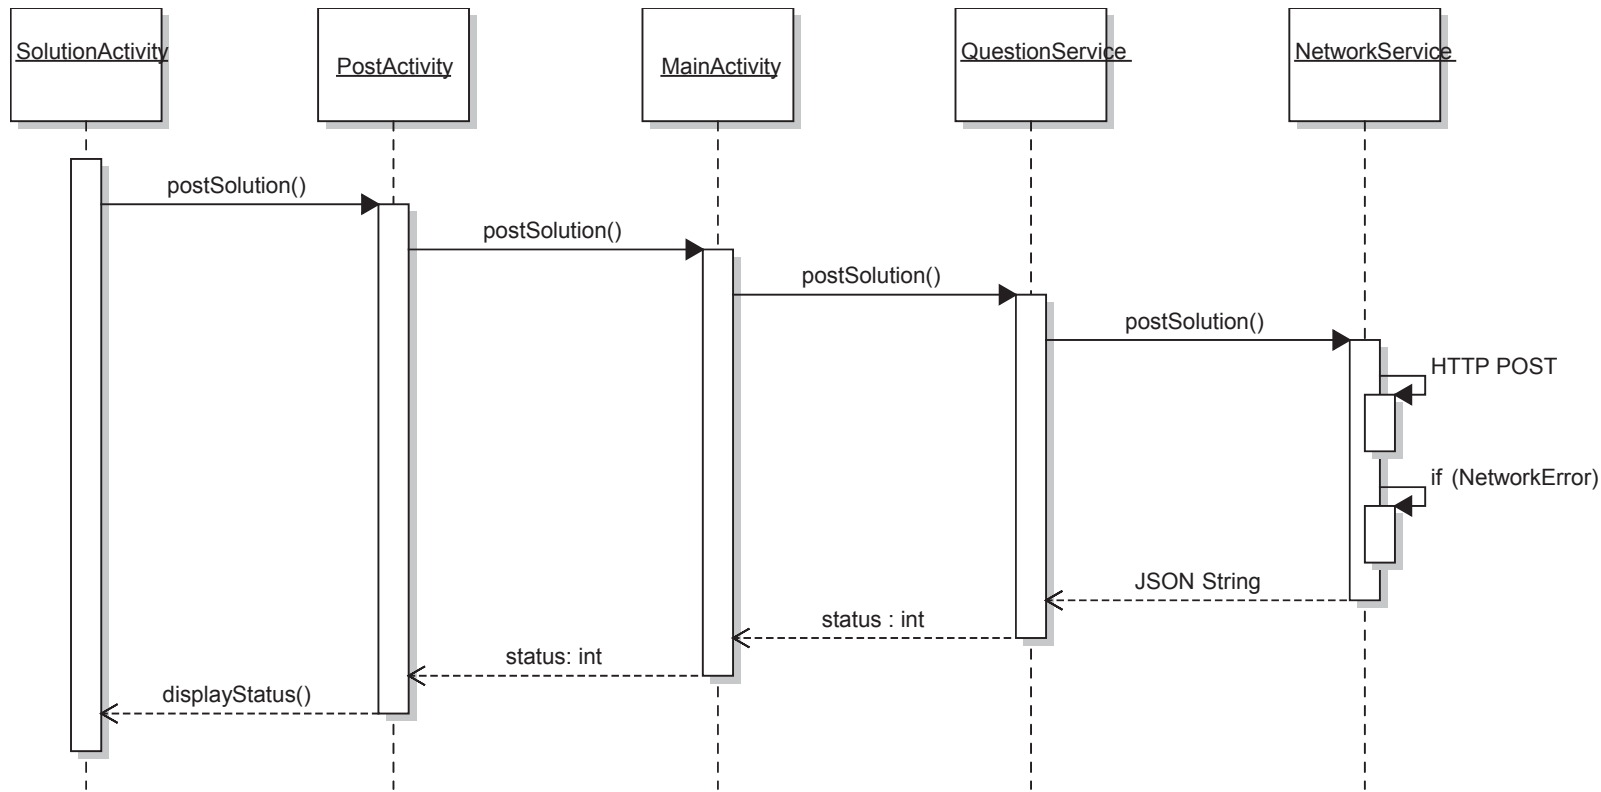 SolutionActivity
PostActivity
MainActivity
QuestionService
NetworkService
postSolution()
postSolution()
postSolution()
postSolution()
HTTP POST
if (NetworkError)
JSON String
status : int
status: int
displayStatus()